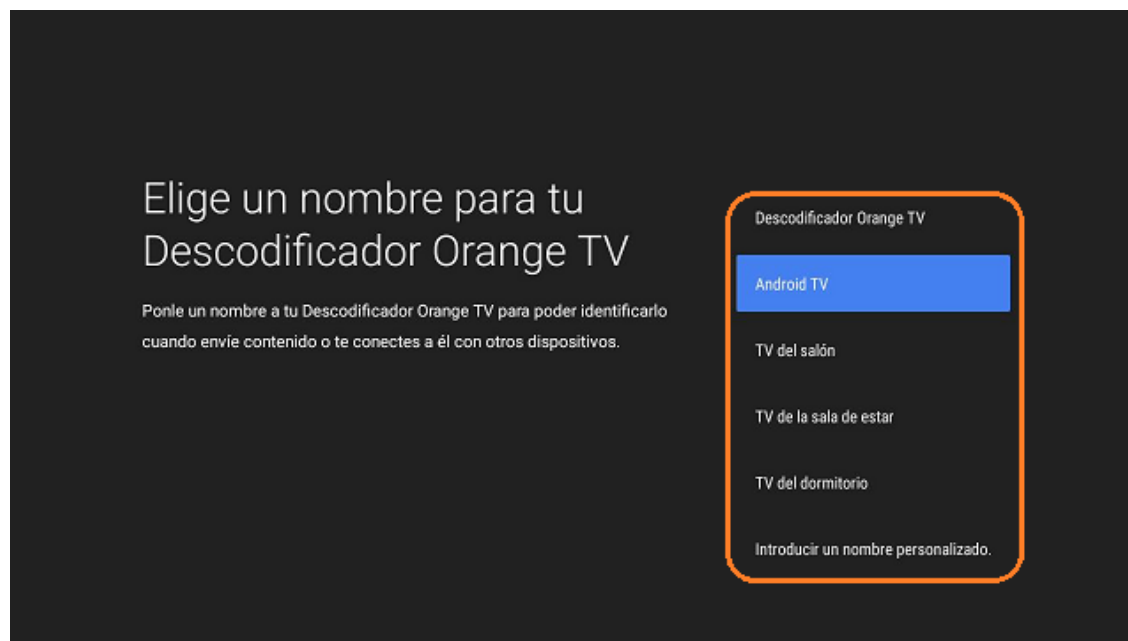 Elige un nombre para tu
Descodificador Orange TV
Ponle un nombre a tu Descodificador Orange TV para poder identificarlo
cuando envíe contenido o te conectes a él con otros dispositivos.
Descodificador Orange TV
Android TV
TV del salón
TV de la sala de estar
TV del dormitorio
Introducir un nombre personalizado.